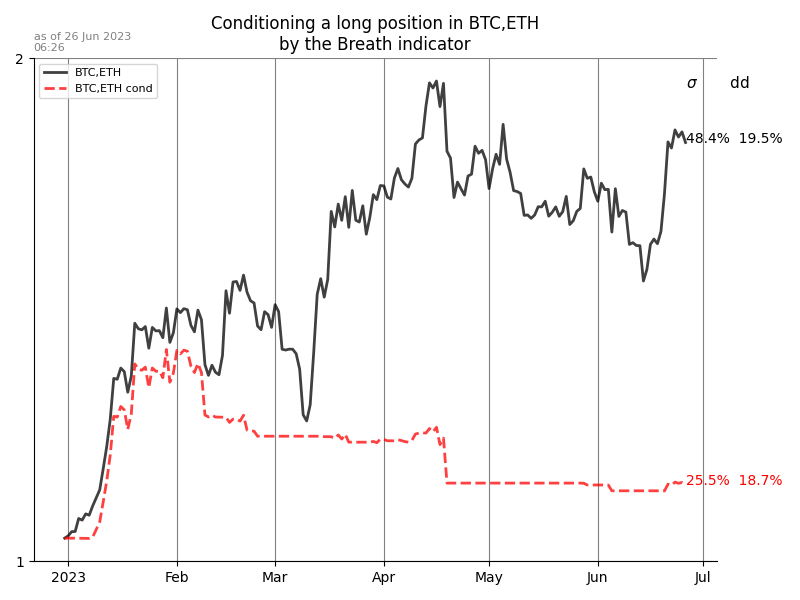 Conditioning a long position in BTC,ETH
by the Breath indicator
as of 26 Jun 2023
06:26
BTC,ETH
BTC,ETH cond
σ dd
48.4% 19.5%
25.5% 18.7%
2
1
2023 Feb Mar Apr May Jun Jul